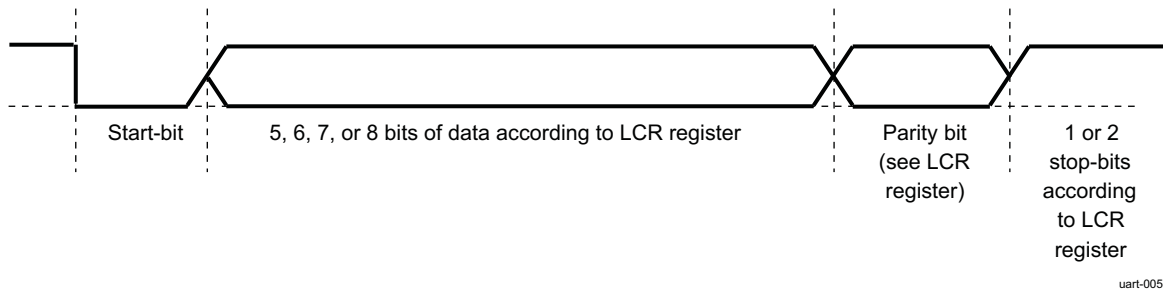 Start-bit
5, 6, 7, or 8 bits of data according to LCR register
Parity bit
(see LCR
register)
1 or 2
stop-bits
according
to LCR
register
uart-005